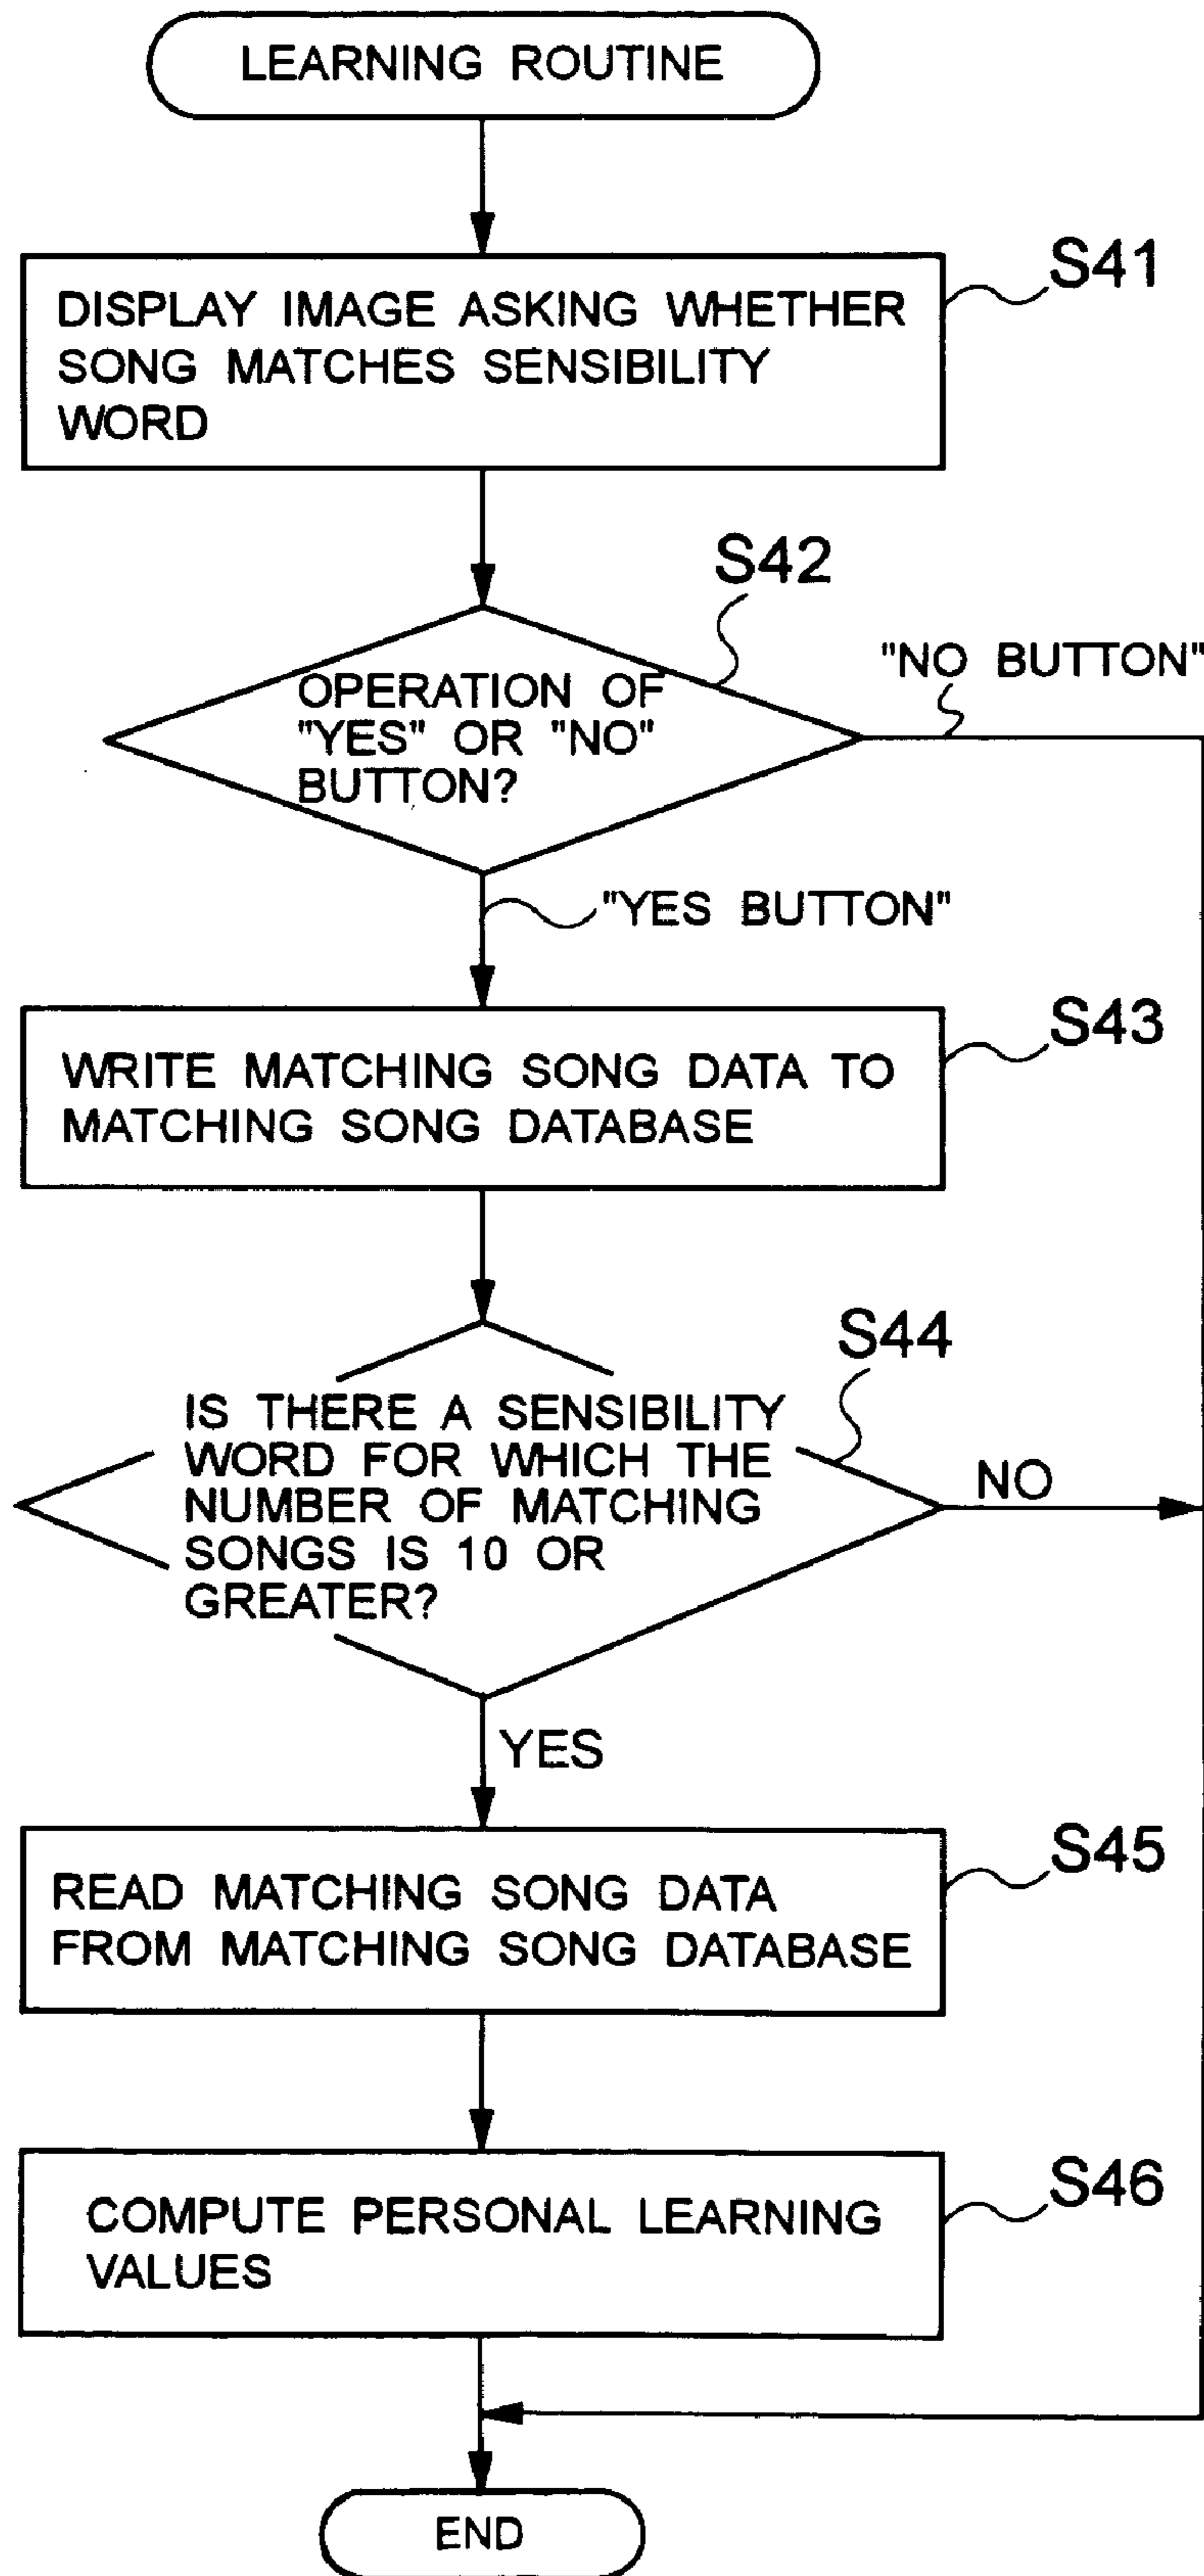 LEARNING ROUTINE
S41
DISPLAY IMAGE ASKING WHETHER
SONG MATCHES SENSIBILITY
WORD
S42
"NO BUTTON"
OPERATION OF
"YES" OR "NO"
BUTTON?
"YES BUTTON"
S43
WRITE MATCHING SONG DATA TO
MATCHING SONG DATABASE
S44
IS THERE A SENSIBILITY
WORD FOR WHICH THE
NUMBER OF MATCHING
SONGS IS 10 OR
GREATER?
NO
YES
S45
READ MATCHING SONG DATA
FROM MATCHING SONG DATABASE
S46
COMPUTE PERSONAL LEARNING
VALUES
END